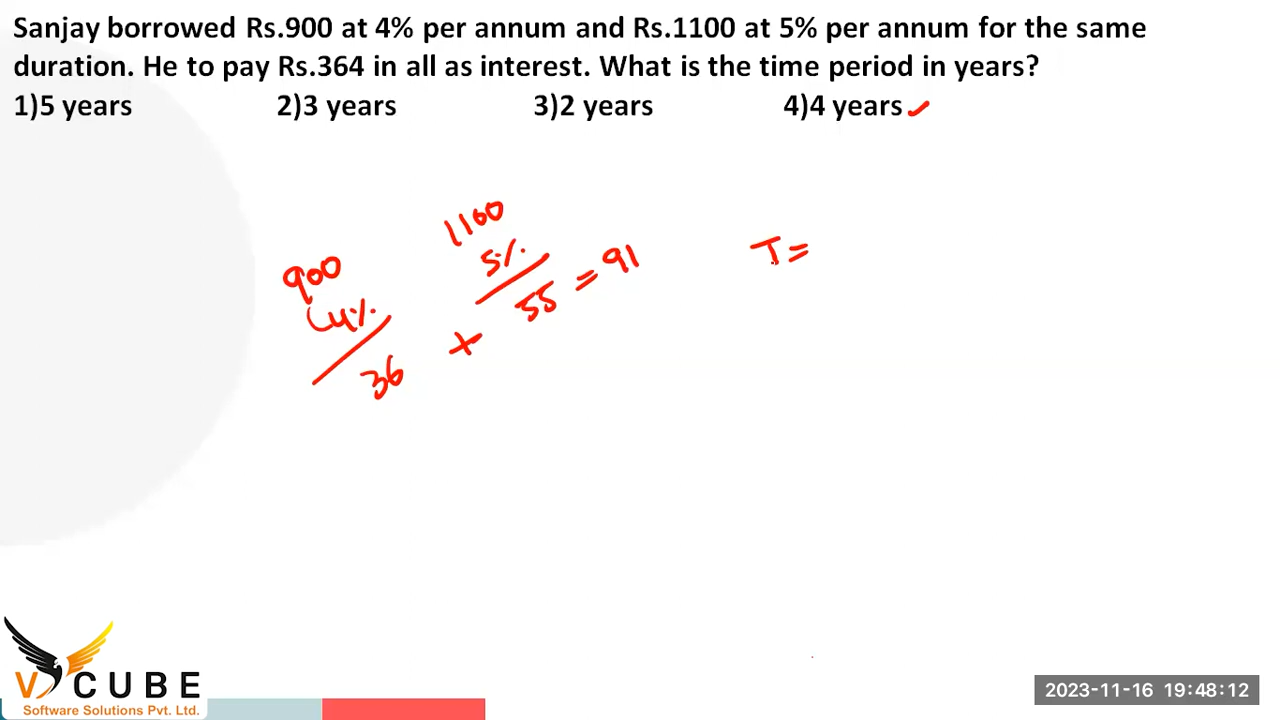 Sanjay borrowed Rs.900 at 4% per annum and Rs.1100 at 5% per annum for the same
duration. He to pay Rs.364 in all as interest. What is the time period in years?
1)5 years 2)3 years 3)2 years 4)4 years
1100
900 5% = 91 T=
4% 55
+
36
V CUBE
Software Solutions Pvt. Ltd.
2023-11-16 19:48:12